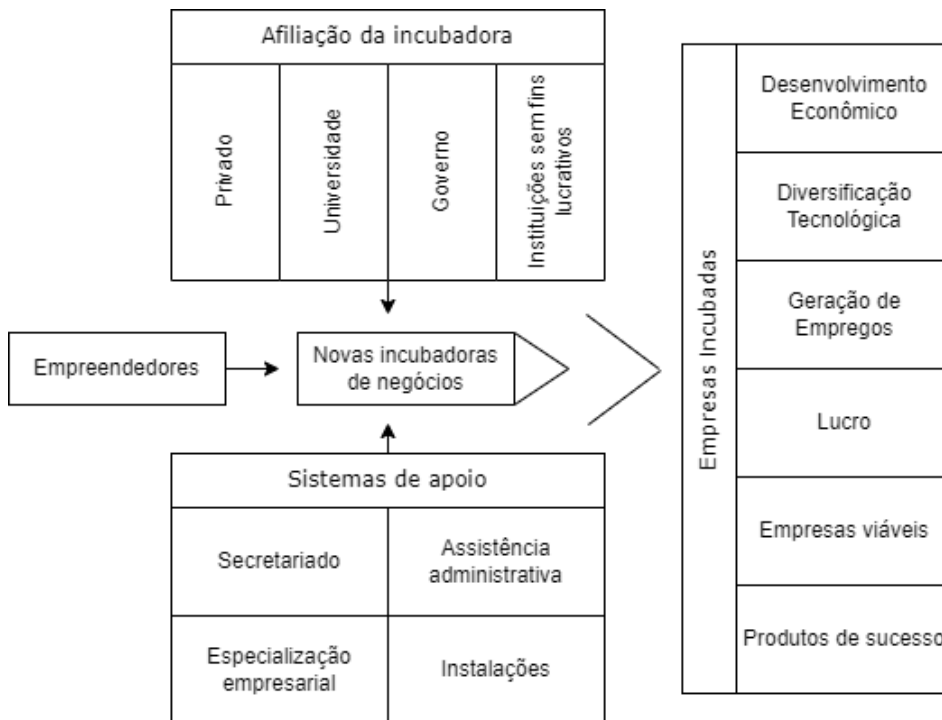 Afiliação da incubadora
Privado
Universidade
Governo
Instituições sem fins
lucrativos
Empreendedores
Novas incubadoras
de negócios
Sistemas de apoio
Secretariado
Assistência
administrativa
Especialização
empresarial
Instalações
Empresas Incubadas
Desenvolvimento
Econômico
Diversificação
Tecnológica
Geração de
Empregos
Lucro
Empresas viáveis
Produtos de sucesso